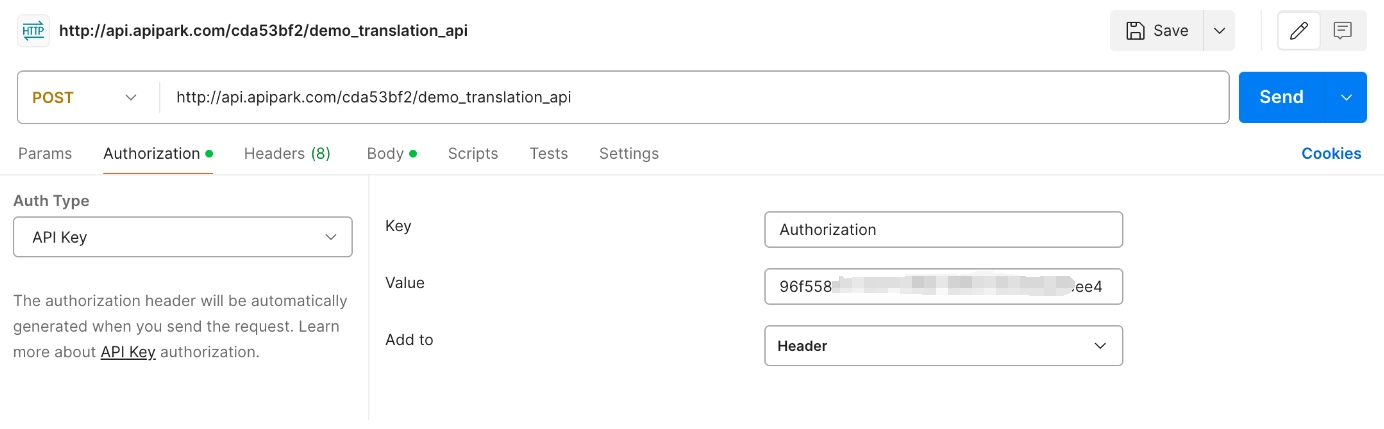 HTTP http://api.apipark.com/cda53bf2/demo_translation_api Save
POST http://api.apipark.com/cda53bf2/demo_translation_api Send
Params Authorization Headers (8) Body Scripts Tests Settings Cookies
Auth Type
API Key
The authorization header will be automatically
generated when you send the request. Learn
more about API Key authorization.
Key Authorization
Value 96f558 ee4
Add to Header